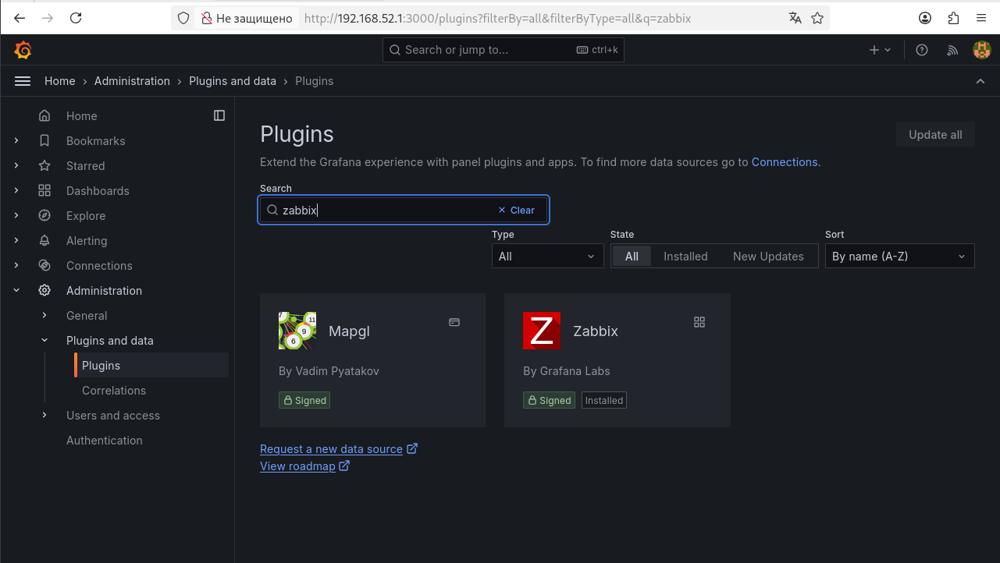 Не защищено http://192.168.52.1:3000/plugins?filterBy=all&filterByType=all&q=zabbix
Search or jump to... ctrl+k
Home › Administration › Plugins and data › Plugins
Home
Bookmarks
Starred
Dashboards
Explore
Alerting
Connections
Administration
General
Plugins and data
Plugins
Correlations
Users and access
Authentication
Plugins
Update all
Extend the Grafana experience with panel plugins and apps. To find more data sources go to Connections.
Search
zabbix Clear
Type State Sort
All All Installed New Updates By name (A-Z)
7 11 9 6
Mapgl
By Vadim Pyatakov
Signed
Z
Zabbix
By Grafana Labs
Signed Installed
Request a new data source
View roadmap